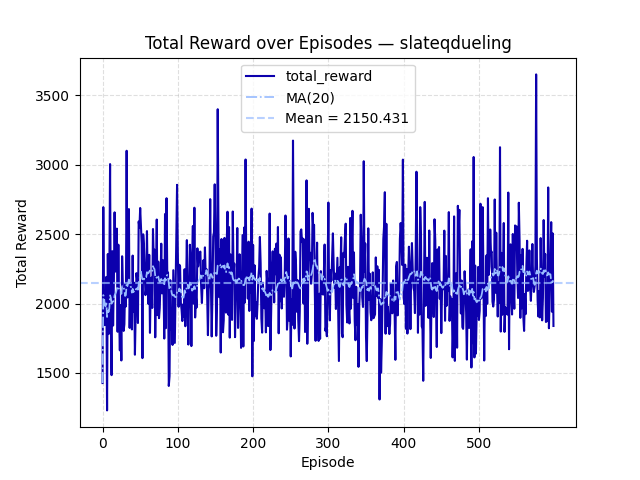 Total Reward over Episodes — slateqdueling
total_reward
MA(20)
Mean = 2150.431
3500
3000
2500
2000
1500
Total Reward
0 100 200 300 400 500
Episode